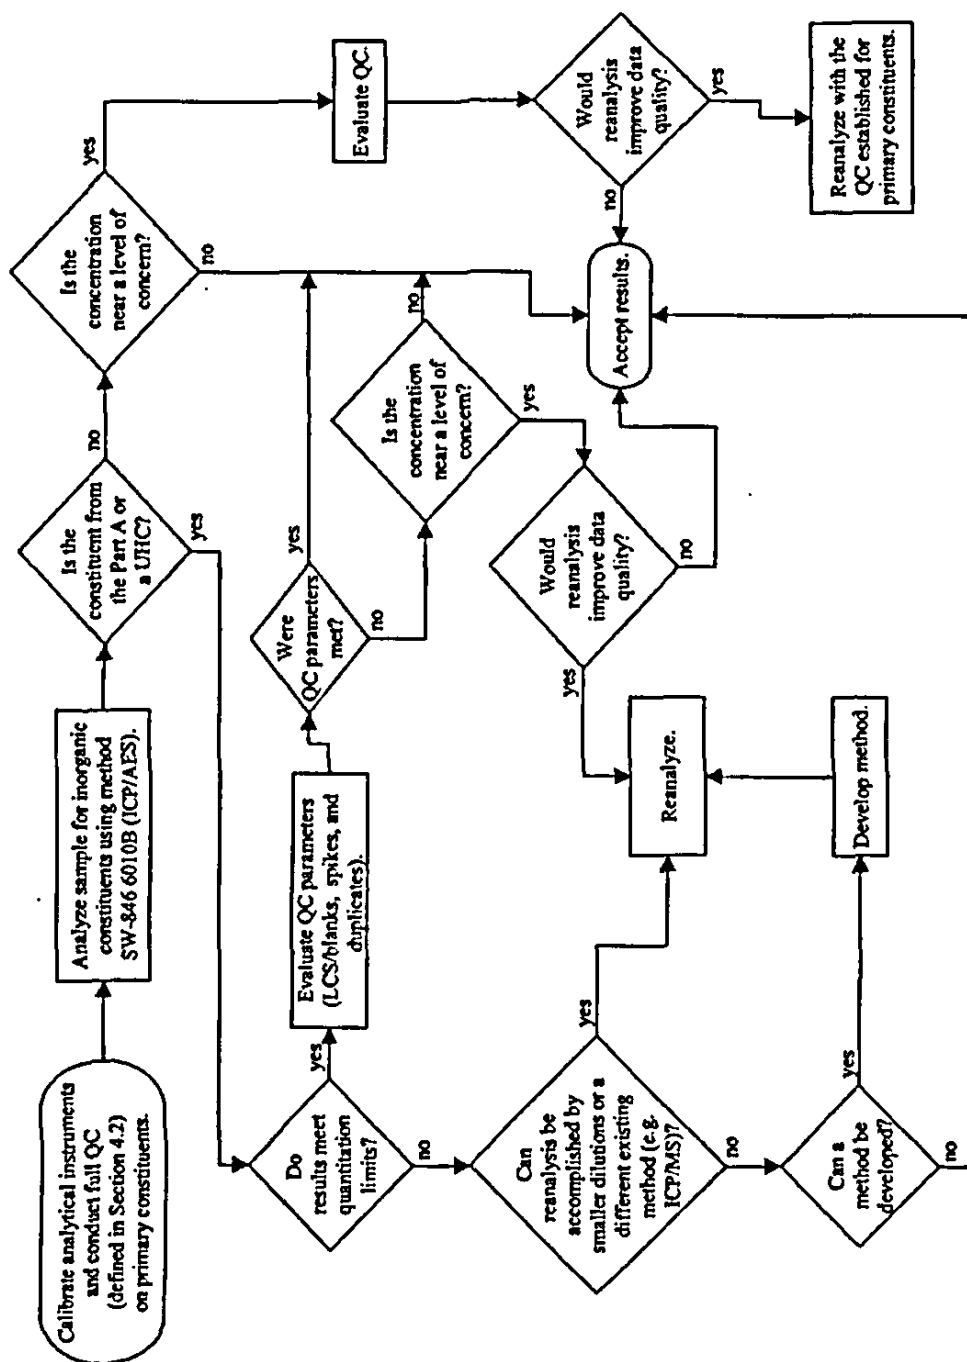 Calibrate analytical instruments
and conduct full QC
(defined in Section 4.2)
on primary constituents.
Analyze sample for inorganic
constituents using method
SW-846 6010B (ICP/AES).
Is the
constituent from
the Part A or
a UHC?
no
yes
Is the
concentration
near a level of
concern?
yes
no
Evaluate QC.
Would
reanalysis
improve data
quality?
no
yes
Reanalyze with the
QC established for
primary constituents.
Do
results meet
quantitation
limits?
yes
no
Evaluate QC parameters
(LCS/blanks, spikes, and
duplicates).
Were
QC parameters
met?
yes
no
Is the
concentration
near a level of
concern?
no
yes
Would
reanalysis
improve data
quality?
yes
no
Accept results.
Can
reanalysis be
accomplished by
smaller dilutions or a
different existing
method (e.g.
ICP/MS)?
yes
no
Reanalyze.
Can a
method be
developed?
yes
no
Develop method.